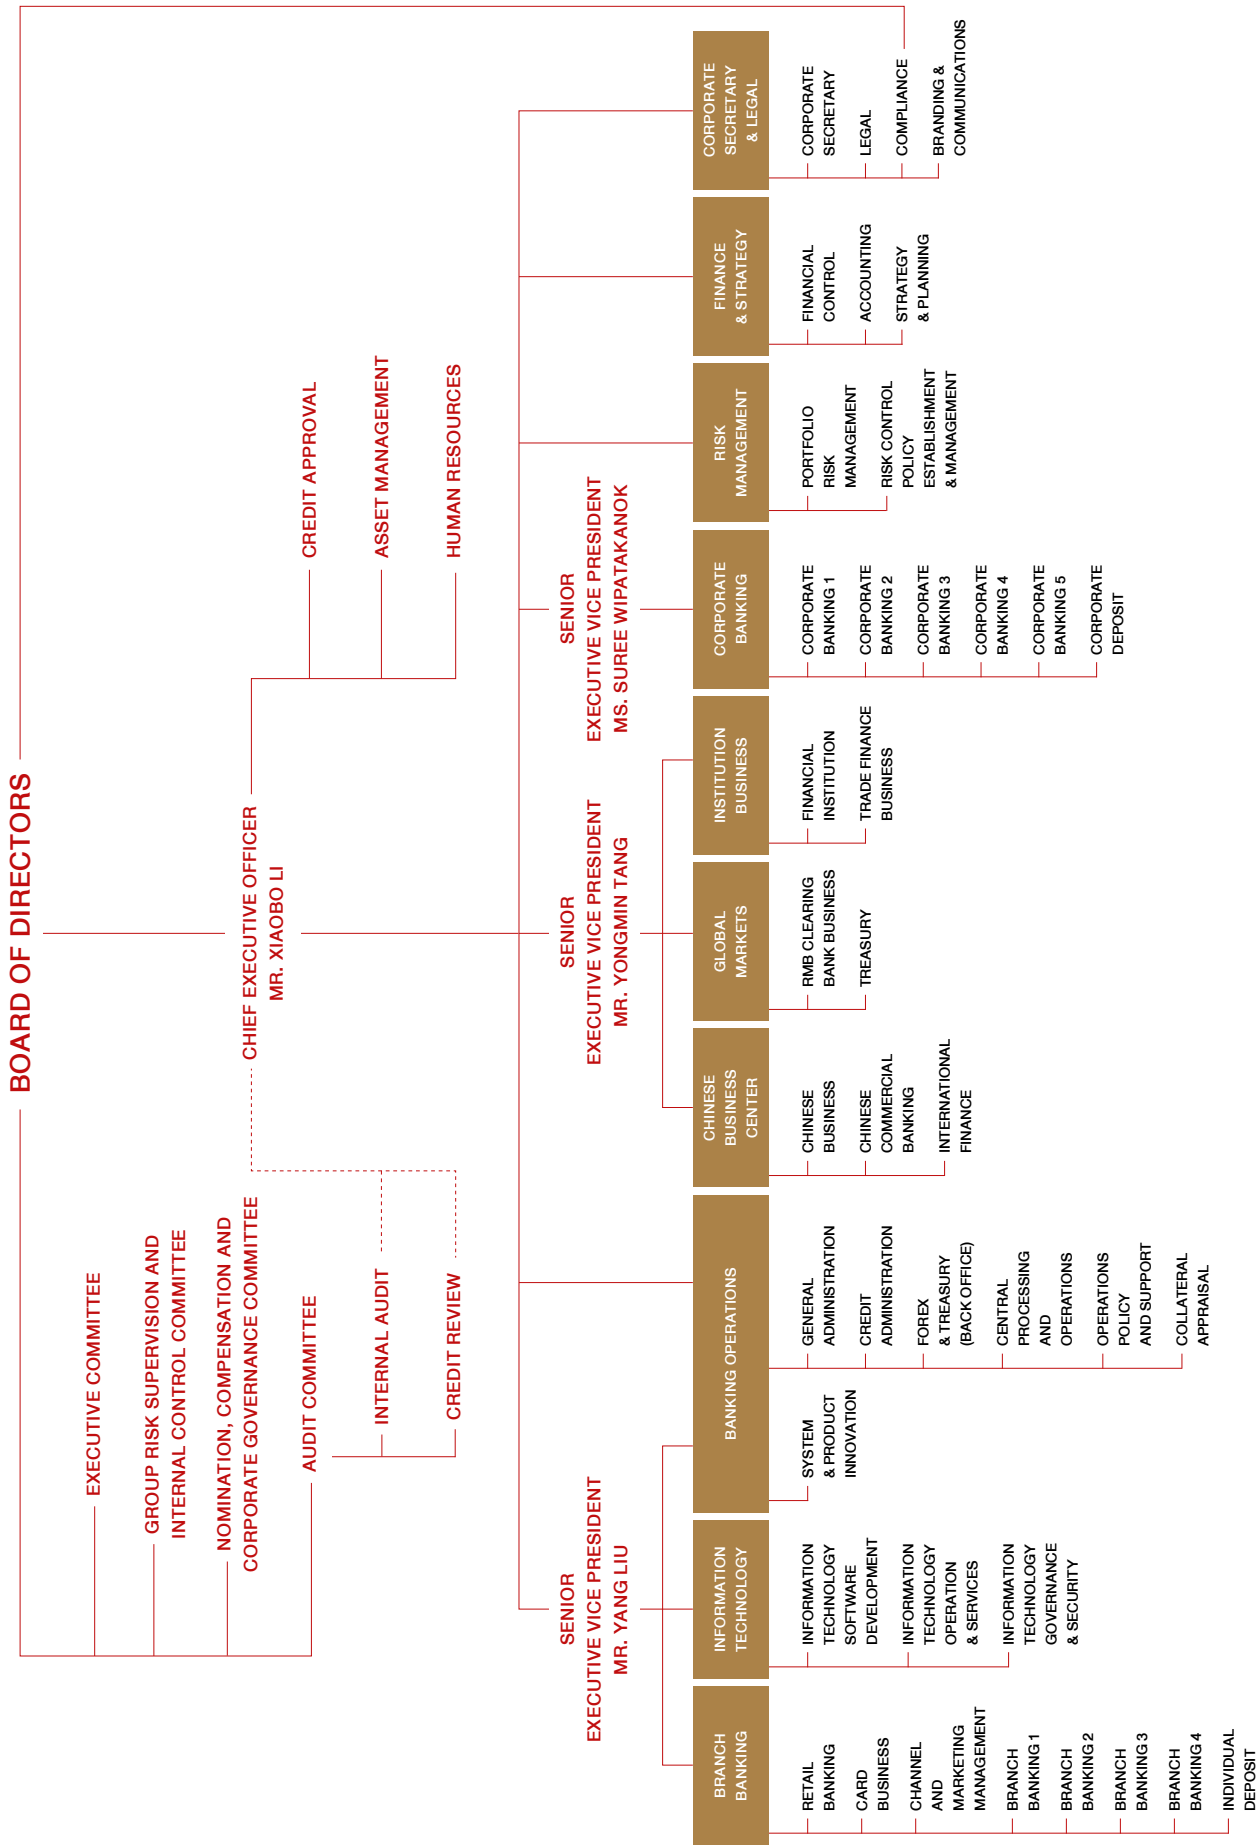 BOARD OF DIRECTORS
EXECUTIVE COMMITTEE
GROUP RISK SUPERVISION AND
INTERNAL CONTROL COMMITTEE
NOMINATION, COMPENSATION AND
CORPORATE GOVERNANCE COMMITTEE
AUDIT COMMITTEE
INTERNAL AUDIT
CREDIT REVIEW
CHIEF EXECUTIVE OFFICER
MR. XIAOBO LI
CREDIT APPROVAL
ASSET MANAGEMENT
HUMAN RESOURCES
SENIOR
EXECUTIVE VICE PRESIDENT
MR. YANG LIU
SENIOR
EXECUTIVE VICE PRESIDENT
MR. YONGMIN TANG
SENIOR
EXECUTIVE VICE PRESIDENT
MS. SUREE WIPATAKANOK
BRANCH
BANKING
RETAIL
BANKING
CARD
BUSINESS
CHANNEL
AND
MARKETING
MANAGEMENT
BRANCH
BANKING 1
BRANCH
BANKING 2
BRANCH
BANKING 3
BRANCH
BANKING 4
INDIVIDUAL
DEPOSIT
INFORMATION
TECHNOLOGY
INFORMATION
TECHNOLOGY
SOFTWARE
DEVELOPMENT
INFORMATION
TECHNOLOGY
OPERATION
& SERVICES
INFORMATION
TECHNOLOGY
GOVERNANCE
& SECURITY
BANKING OPERATIONS
SYSTEM
& PRODUCT
INNOVATION
GENERAL
ADMINISTRATION
CREDIT
ADMINISTRATION
FOREX
& TREASURY
(BACK OFFICE)
CENTRAL
PROCESSING
AND
OPERATIONS
OPERATIONS
POLICY
AND SUPPORT
COLLATERAL
APPRAISAL
CHINESE
BUSINESS
CENTER
CHINESE
BUSINESS
CHINESE
COMMERCIAL
BANKING
INTERNATIONAL
FINANCE
GLOBAL
MARKETS
RMB CLEARING
BANK BUSINESS
TREASURY
INSTITUTION
BUSINESS
FINANCIAL
INSTITUTION
TRADE FINANCE
BUSINESS
CORPORATE
BANKING
CORPORATE
BANKING 1
CORPORATE
BANKING 2
CORPORATE
BANKING 3
CORPORATE
BANKING 4
CORPORATE
BANKING 5
CORPORATE
DEPOSIT
RISK
MANAGEMENT
PORTFOLIO
RISK
MANAGEMENT
RISK CONTROL
POLICY
ESTABLISHMENT
& MANAGEMENT
FINANCE
& STRATEGY
FINANCIAL
CONTROL
ACCOUNTING
STRATEGY
& PLANNING
CORPORATE
SECRETARY
& LEGAL
CORPORATE
SECRETARY
LEGAL
COMPLIANCE
BRANDING &
COMMUNICATIONS